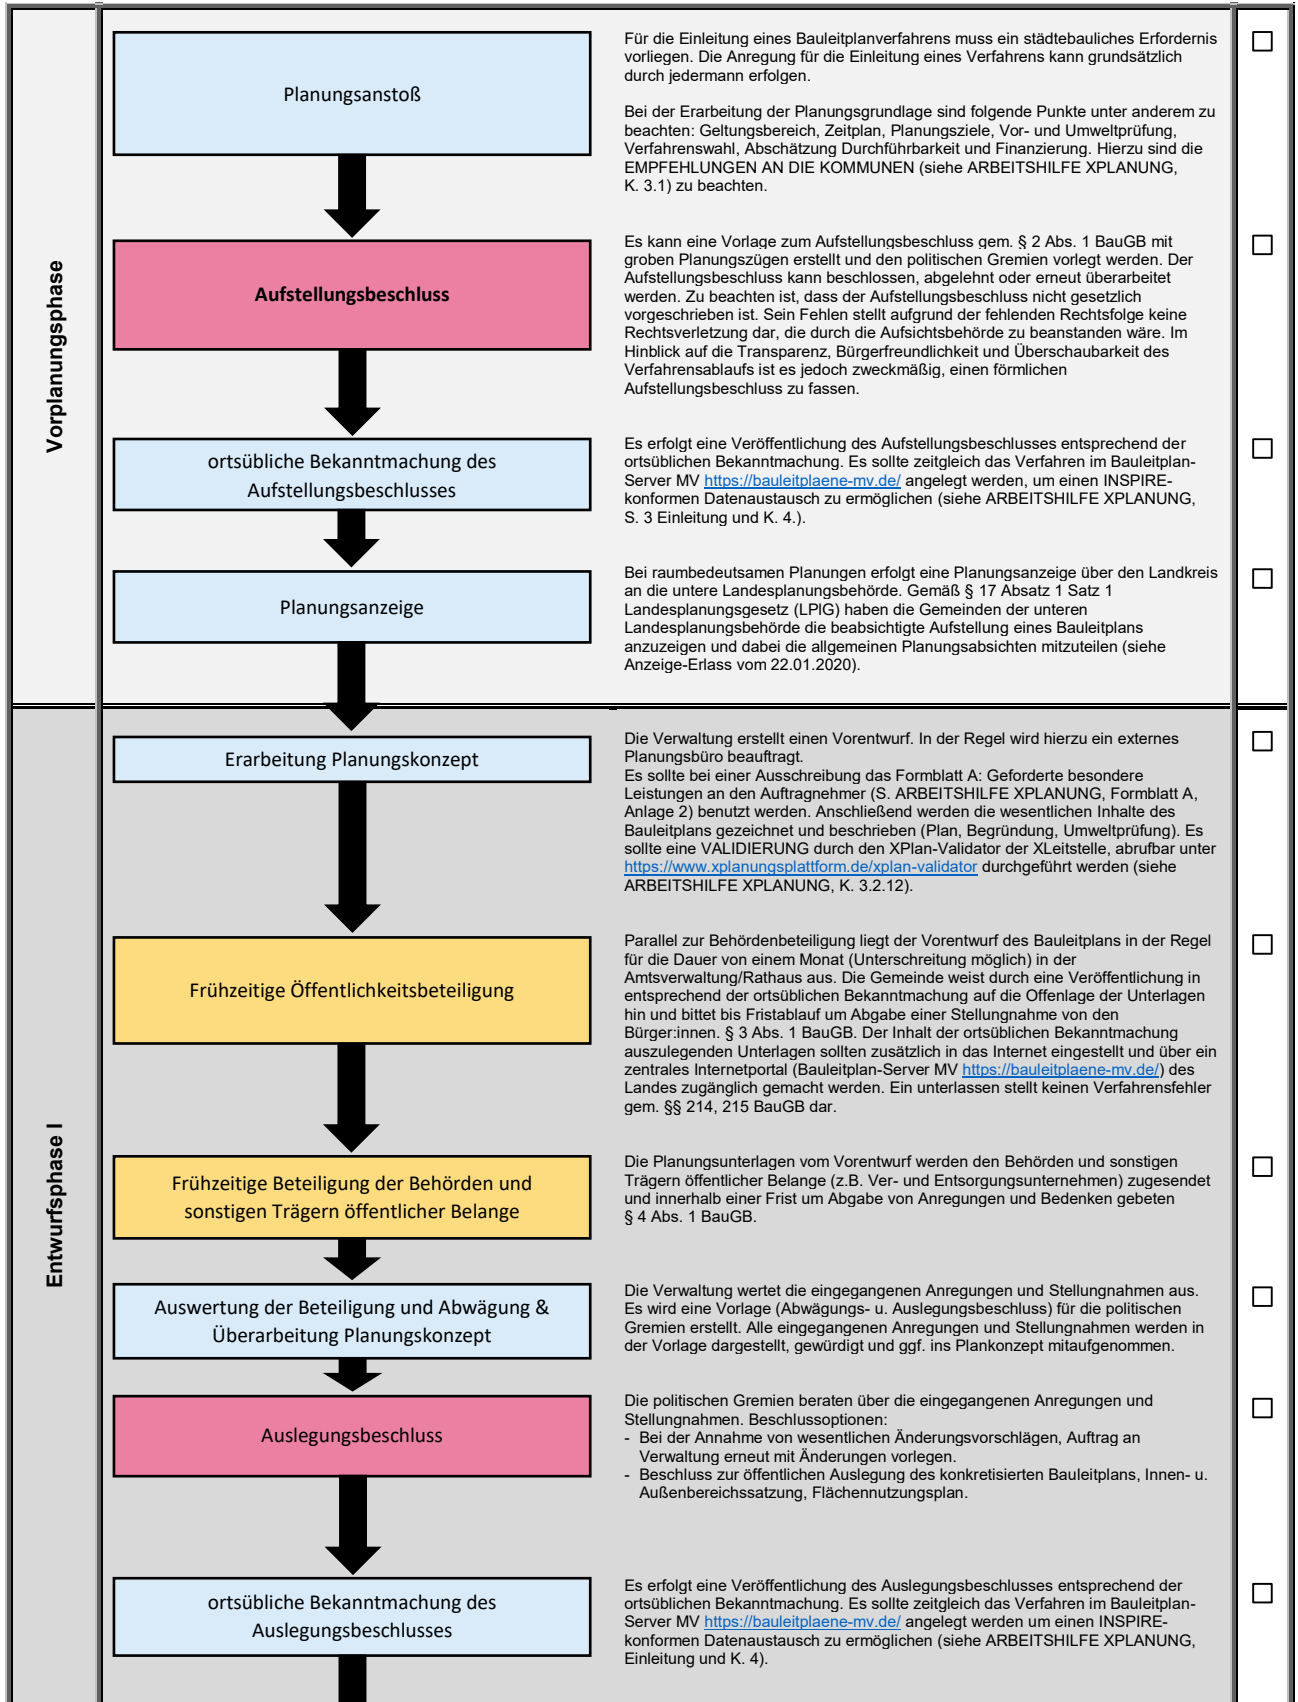 Vorplanungsphase
Planungsanstoß
Für die Einleitung eines Bauleitplanverfahrens muss ein städtebauliches Erfordernis
vorliegen. Die Anregung für die Einleitung eines Verfahrens kann grundsätzlich
durch jedermann erfolgen.
Bei der Erarbeitung der Planungsgrundlage sind folgende Punkte unter anderem zu
beachten: Geltungsbereich, Zeitplan, Planungsziele, Vor- und Umweltprüfung,
Verfahrenswahl, Abschätzung Durchführbarkeit und Finanzierung. Hierzu sind die
EMPFEHLUNGEN AN DIE KOMMUNEN (siehe ARBEITSHILFE XPLANUNG,
K. 3.1) zu beachten.
Aufstellungsbeschluss
Es kann eine Vorlage zum Aufstellungsbeschluss gem. § 2 Abs. 1 BauGB mit
groben Planungszügen erstellt und den politischen Gremien vorlegt werden. Der
Aufstellungsbeschluss kann beschlossen, abgelehnt oder erneut überarbeitet
werden. Zu beachten ist, dass der Aufstellungsbeschluss nicht gesetzlich
vorgeschrieben ist. Sein Fehlen stellt aufgrund der fehlenden Rechtsfolge keine
Rechtsverletzung dar, die durch die Aufsichtsbehörde zu beanstanden wäre. Im
Hinblick auf die Transparenz, Bürgerfreundlichkeit und Überschaubarkeit des
Verfahrensablaufs ist es jedoch zweckmäßig, einen förmlichen
Aufstellungsbeschluss zu fassen.
ortsübliche Bekanntmachung des
Aufstellungsbeschlusses
Es erfolgt eine Veröffentlichung des Aufstellungsbeschlusses entsprechend der
ortsüblichen Bekanntmachung. Es sollte zeitgleich das Verfahren im Bauleitplan-
Server MV https://bauleitplaene-mv.de/ angelegt werden, um einen INSPIRE-
konformen Datenaustausch zu ermöglichen (siehe ARBEITSHILFE XPLANUNG,
S. 3 Einleitung und K. 4.).
Planungsanzeige
Bei raumbedeutsamen Planungen erfolgt eine Planungsanzeige über den Landkreis
an die untere Landesplanungsbehörde. Gemäß § 17 Absatz 1 Satz 1
Landesplanungsgesetz (LPlG) haben die Gemeinden der unteren
Landesplanungsbehörde die beabsichtigte Aufstellung eines Bauleitplans
anzuzeigen und dabei die allgemeinen Planungsabsichten mitzuteilen (siehe
Anzeige-Erlass vom 22.01.2020).
Entwurfsphase I
Erarbeitung Planungskonzept
Die Verwaltung erstellt einen Vorentwurf. In der Regel wird hierzu ein externes
Planungsbüro beauftragt.
Es sollte bei einer Ausschreibung das Formblatt A: Geforderte besondere
Leistungen an den Auftragnehmer (S. ARBEITSHILFE XPLANUNG, Formblatt A,
Anlage 2) benutzt werden. Anschließend werden die wesentlichen Inhalte des
Bauleitplans gezeichnet und beschrieben (Plan, Begründung, Umweltprüfung). Es
sollte eine VALIDIERUNG durch den XPlan-Validator der XLeitstelle, abrufbar unter
https://www.xplanungsplattform.de/xplan-validator durchgeführt werden (siehe
ARBEITSHILFE XPLANUNG, K. 3.2.12).
Frühzeitige Öffentlichkeitsbeteiligung
Parallel zur Behördenbeteiligung liegt der Vorentwurf des Bauleitplans in der Regel
für die Dauer von einem Monat (Unterschreitung möglich) in der
Amtsverwaltung/Rathaus aus. Die Gemeinde weist durch eine Veröffentlichung in
entsprechend der ortsüblichen Bekanntmachung auf die Offenlage der Unterlagen
hin und bittet bis Fristablauf um Abgabe einer Stellungnahme von den
Bürger:innen. § 3 Abs. 1 BauGB. Der Inhalt der ortsüblichen Bekanntmachung
auszulegenden Unterlagen sollten zusätzlich in das Internet eingestellt und über ein
zentrales Internetportal (Bauleitplan-Server MV https://bauleitplaene-mv.de/) des
Landes zugänglich gemacht werden. Ein unterlassen stellt keinen Verfahrensfehler
gem. §§ 214, 215 BauGB dar.
Frühzeitige Beteiligung der Behörden und
sonstigen Trägern öffentlicher Belange
Die Planungsunterlagen vom Vorentwurf werden den Behörden und sonstigen
Trägern öffentlicher Belange (z.B. Ver- und Entsorgungsunternehmen) zugesendet
und innerhalb einer Frist um Abgabe von Anregungen und Bedenken gebeten
§ 4 Abs. 1 BauGB.
Auswertung der Beteiligung und Abwägung &
Überarbeitung Planungskonzept
Die Verwaltung wertet die eingegangenen Anregungen und Stellungnahmen aus.
Es wird eine Vorlage (Abwägungs- u. Auslegungsbeschluss) für die politischen
Gremien erstellt. Alle eingegangenen Anregungen und Stellungnahmen werden in
der Vorlage dargestellt, gewürdigt und ggf. ins Plankonzept mitaufgenommen.
Auslegungsbeschluss
Die politischen Gremien beraten über die eingegangenen Anregungen und
Stellungnahmen. Beschlussoptionen:
- Bei der Annahme von wesentlichen Änderungsvorschlägen, Auftrag an
Verwaltung erneut mit Änderungen vorlegen.
- Beschluss zur öffentlichen Auslegung des konkretisierten Bauleitplans, Innen- u.
Außenbereichssatzung, Flächennutzungsplan.
ortsübliche Bekanntmachung des
Auslegungsbeschlusses
Es erfolgt eine Veröffentlichung des Auslegungsbeschlusses entsprechend der
ortsüblichen Bekanntmachung. Es sollte zeitgleich das Verfahren im Bauleitplan-
Server MV https://bauleitplaene-mv.de/ angelegt werden um einen INSPIRE-
konformen Datenaustausch zu ermöglichen (siehe ARBEITSHILFE XPLANUNG,
Einleitung und K. 4).